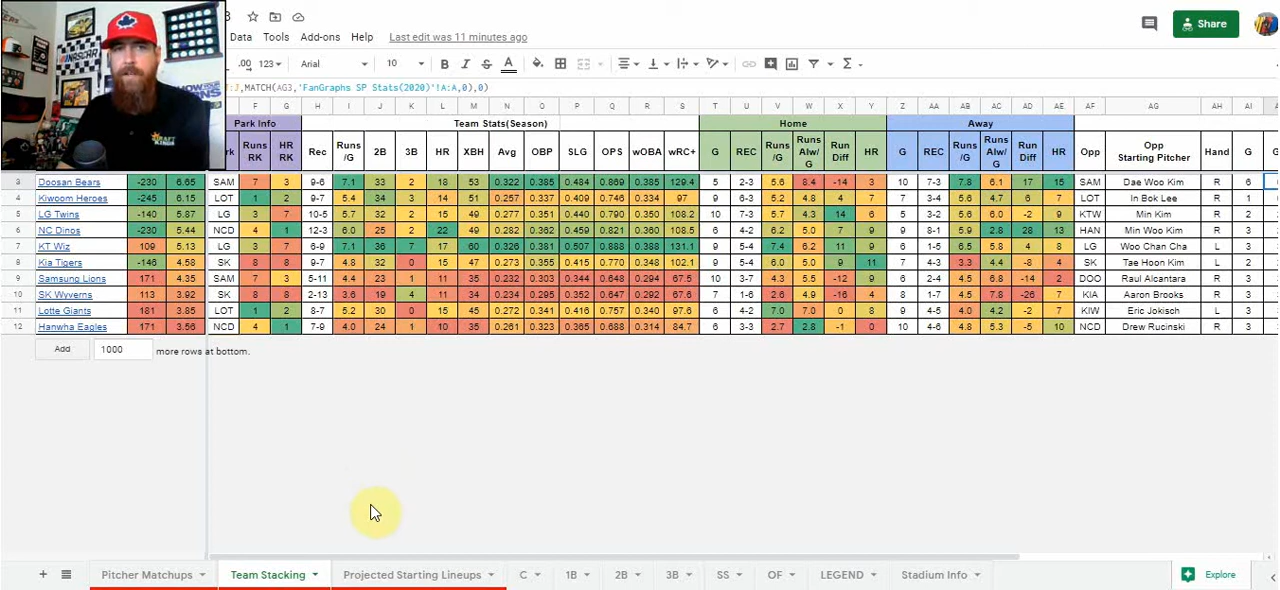 3
Share
Data Tools Add-ons Help Last edit was 11 minutes ago
.00 123 Arial 10 B I S A
:J,MATCH(AG3,'FanGraphs SP Stats(2020)'!A:A,0),0)
F G H I J K L M N O P Q R S T U V W X Y Z AA AB AC AD AE AF AG AH AI
Park Info Team Stats(Season) Home Away
rk Runs RK HR RK Rec Runs /G 2B 3B HR XBH Avg OBP SLG OPS wOBA wRC+ G REC Runs /G Runs Alw/ G Run Diff HR G REC Runs /G Runs Alw/ G Run Diff HR Opp Opp Starting Pitcher Hand G
3 Doosan Bears -230 6.65 SAM 7 3 9-6 7.1 33 2 18 53 0.322 0.385 0.484 0.869 0.385 129.4 5 2-3 5.6 8.4 -14 3 10 7-3 7.8 6.1 17 15 SAM Dae Woo Kim R 6
4 Kiwoom Heroes -245 6.15 LOT 1 2 9-7 5.4 34 3 14 51 0.257 0.337 0.409 0.746 0.334 97 9 6-3 5.2 4.8 4 7 7 3-4 5.6 4.7 6 7 LOT In Bok Lee R 1
5 LG Twins -140 5.87 LG 3 7 10-5 5.7 32 2 15 49 0.277 0.351 0.440 0.790 0.350 108.2 10 7-3 5.7 4.3 14 6 5 3-2 5.6 6.0 -2 9 KTW Min Kim R 2
6 NC Dinos -230 5.44 NCD 4 1 12-3 6.0 25 2 22 49 0.282 0.362 0.459 0.821 0.360 108.5 6 4-2 6.2 5.0 7 9 9 8-1 5.9 2.8 28 13 HAN Min Woo Kim R 3
7 KT Wiz 109 5.13 LG 3 7 6-9 7.1 36 7 17 60 0.326 0.381 0.507 0.888 0.388 131.1 9 5-4 7.4 6.2 11 9 6 1-5 6.5 5.8 4 8 LG Woo Chan Cha L 3
8 Kia Tigers -146 4.58 SK 8 8 9-7 4.8 32 0 15 47 0.273 0.355 0.415 0.770 0.348 102.1 9 5-4 6.0 5.0 9 11 7 4-3 3.3 4.4 -8 4 SK Tae Hoon Kim L 2
9 Samsung Lions 171 4.35 SAM 7 3 5-11 4.4 23 1 11 35 0.232 0.303 0.344 0.648 0.294 67.5 10 3-7 4.3 5.5 -12 9 6 2-4 4.5 6.8 -14 2 DOO Raul Alcantara R 3
10 SK Wyverns 113 3.92 SK 8 8 2-13 3.6 19 4 11 34 0.234 0.295 0.352 0.647 0.292 67.6 7 1-6 2.6 4.9 -16 4 8 1-7 4.5 7.8 -26 7 KIA Aaron Brooks R 3
11 Lotte Giants 181 3.85 LOT 1 2 8-7 5.2 30 0 15 45 0.269 0.341 0.416 0.757 0.340 97.6 6 4-2 7.0 7.0 0 8 9 4-5 4.0 4.2 -2 7 KIW Eric Jokisch L 3
12 Hanwha Eagles 171 3.56 NCD 4 1 7-9 4.0 24 1 10 35 0.261 0.323 0.365 0.688 0.314 84.7 6 3-3 2.7 2.8 -1 0 10 4-6 4.8 5.3 -5 10 NCD Drew Rucinski R 3
Add 1000 more rows at bottom.
Pitcher Matchups Team Stacking Projected Starting Lineups C 1B 2B 3B SS OF LEGEND Stadium Info Explore